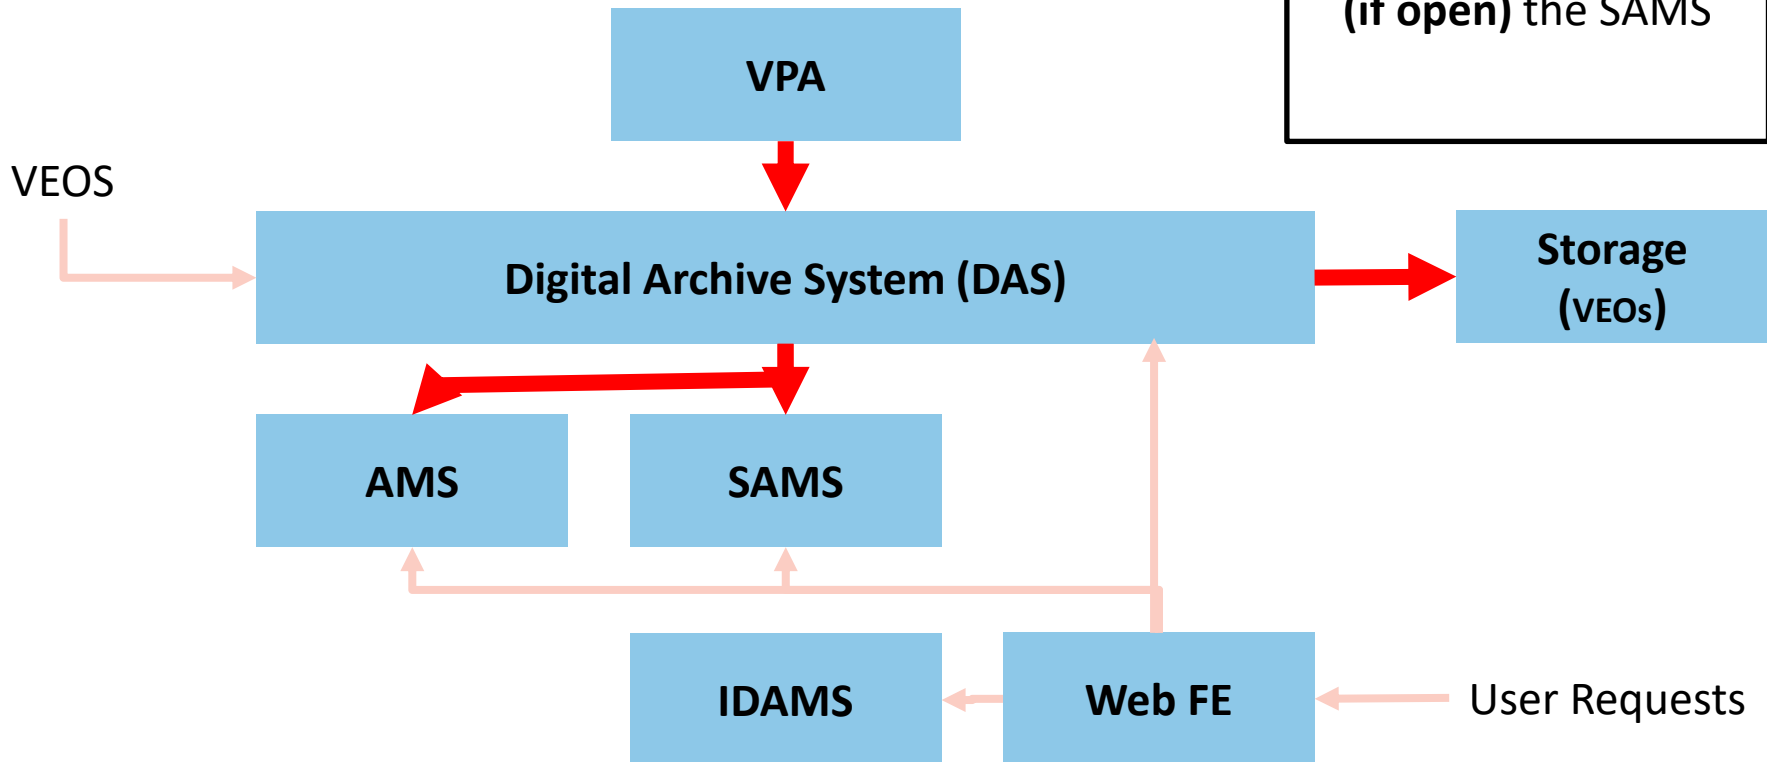 (if open) the SAMS
VPA
VEOS
Digital Archive System (DAS)
Storage
(VEOs)
AMS
SAMS
IDAMS
Web FE
User Requests